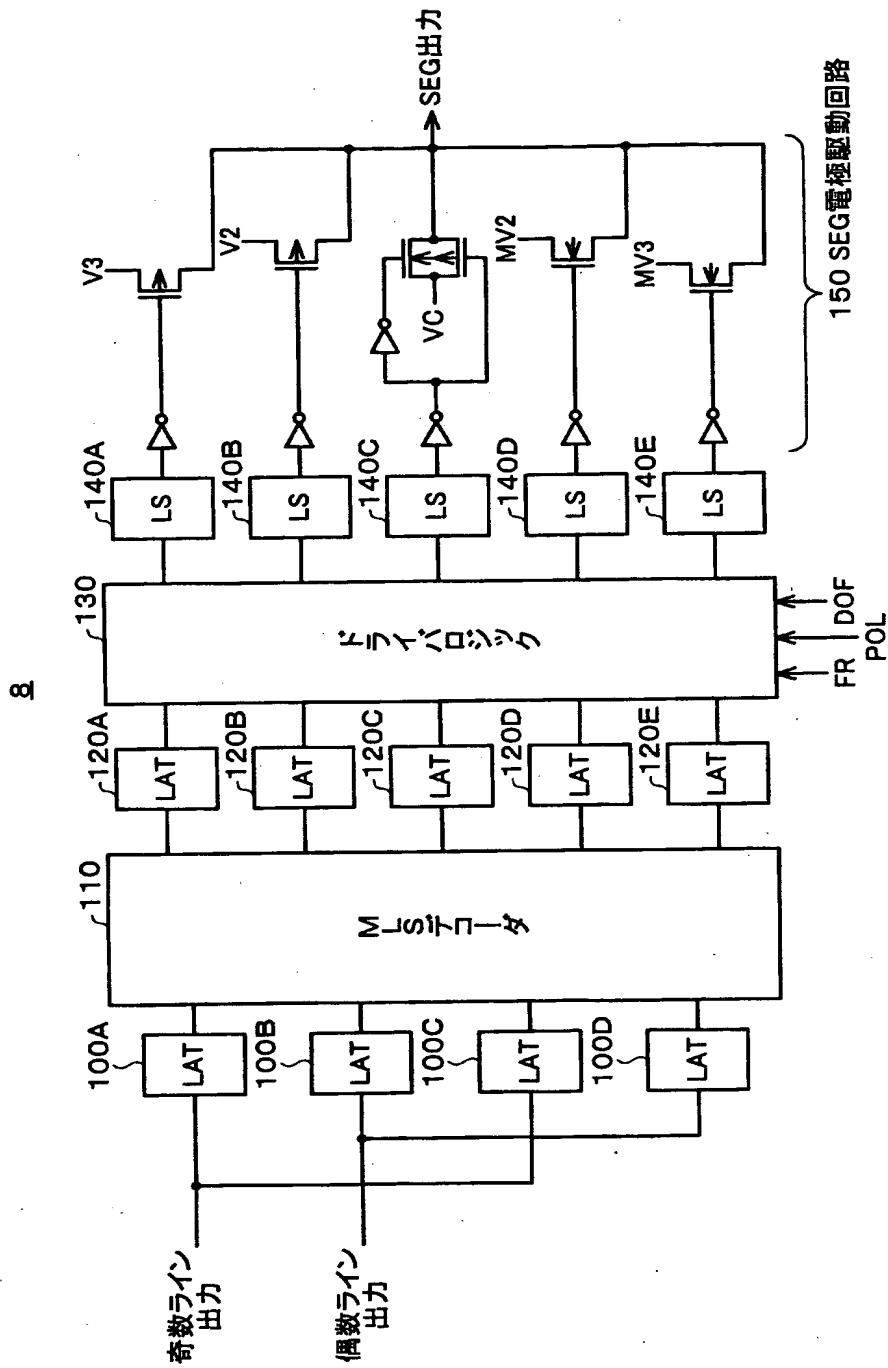 8
奇数ライン
出力
偶数ライン
出力
100A
LAT
100B
LAT
100C
LAT
100D
LAT
110
MLSデコーダ
120A
LAT
120B
LAT
120C
LAT
120D
LAT
120E
LAT
130
ドライバロジック
FR
POL
DOF
140A
LS
140B
LS
140C
LS
140D
LS
140E
LS
V3
V2
VC
MV2
MV3
SEG出力
150 SEG電極駆動回路